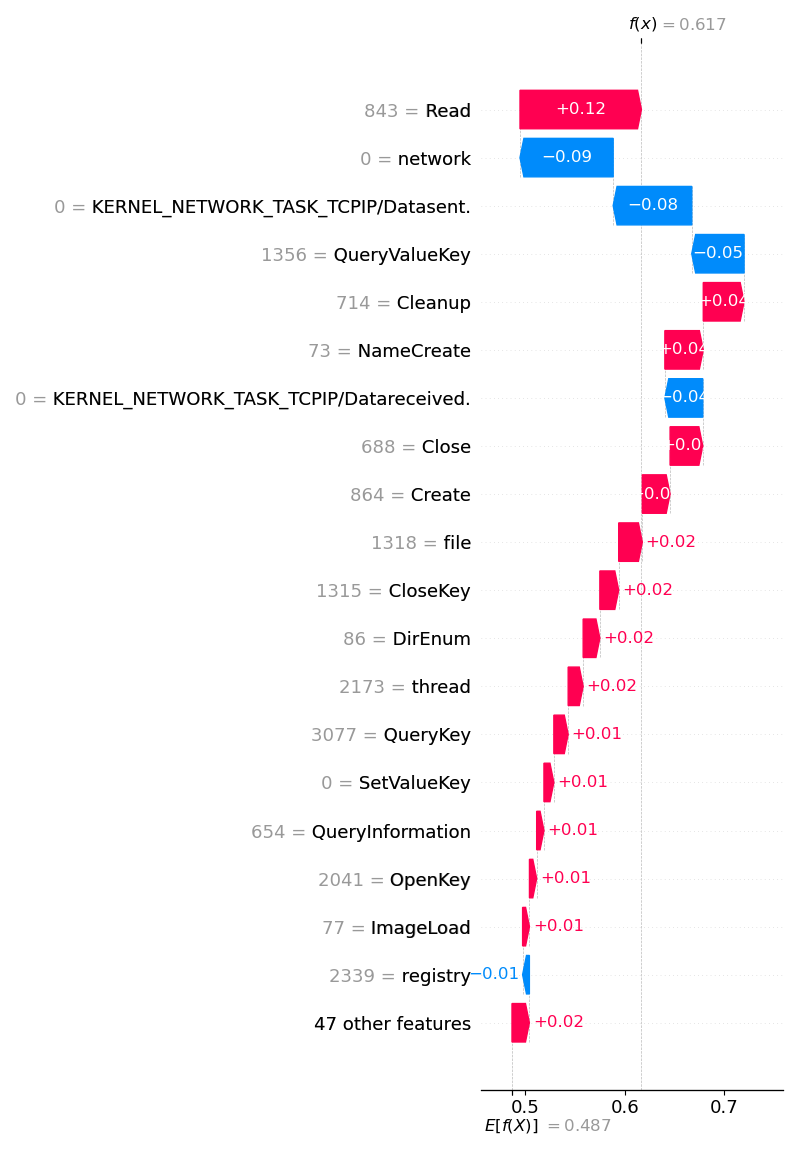 f(x) = 0.617
843 = Read
+0.12
0 = network
−0.09
0 = KERNEL_NETWORK_TASK_TCPIP/Datasent.
−0.08
1356 = QueryValueKey
−0.05
714 = Cleanup
+0.04
73 = NameCreate
+0.04
0 = KERNEL_NETWORK_TASK_TCPIP/Datareceived.
−0.04
688 = Close
864 = Create
1318 = file
+0.02
1315 = CloseKey
+0.02
86 = DirEnum
+0.02
2173 = thread
+0.02
3077 = QueryKey
+0.01
0 = SetValueKey
+0.01
654 = QueryInformation
+0.01
2041 = OpenKey
+0.01
77 = ImageLoad
+0.01
2339 = registry
−0.01
47 other features
+0.02
0.5 0.6 0.7
E[f(X)] = 0.487